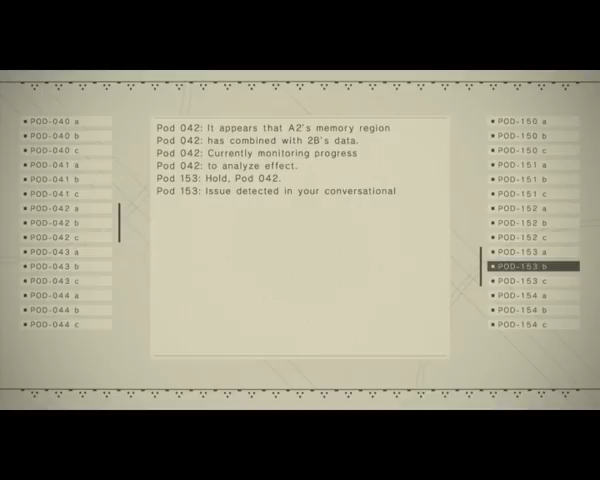 POD-040 a
POD-040 b
POD-040 c
POD-041 a
POD-041 b
POD-041 c
POD-042 a
POD-042 b
POD-042 c
POD-043 a
POD-043 b
POD-043 c
POD-044 a
POD-044 b
POD-044 c
Pod 042: It appears that A2's memory region
Pod 042: has combined with 2B's data.
Pod 042: Currently monitoring progress
Pod 042: to analyze effect.
Pod 153: Hold, Pod 042.
Pod 153: Issue detected in your conversational
POD-150 a
POD-150 b
POD-150 c
POD-151 a
POD-151 b
POD-151 c
POD-152 a
POD-152 b
POD-152 c
POD-153 a
POD-153 b
POD-153 c
POD-154 a
POD-154 b
POD-154 c